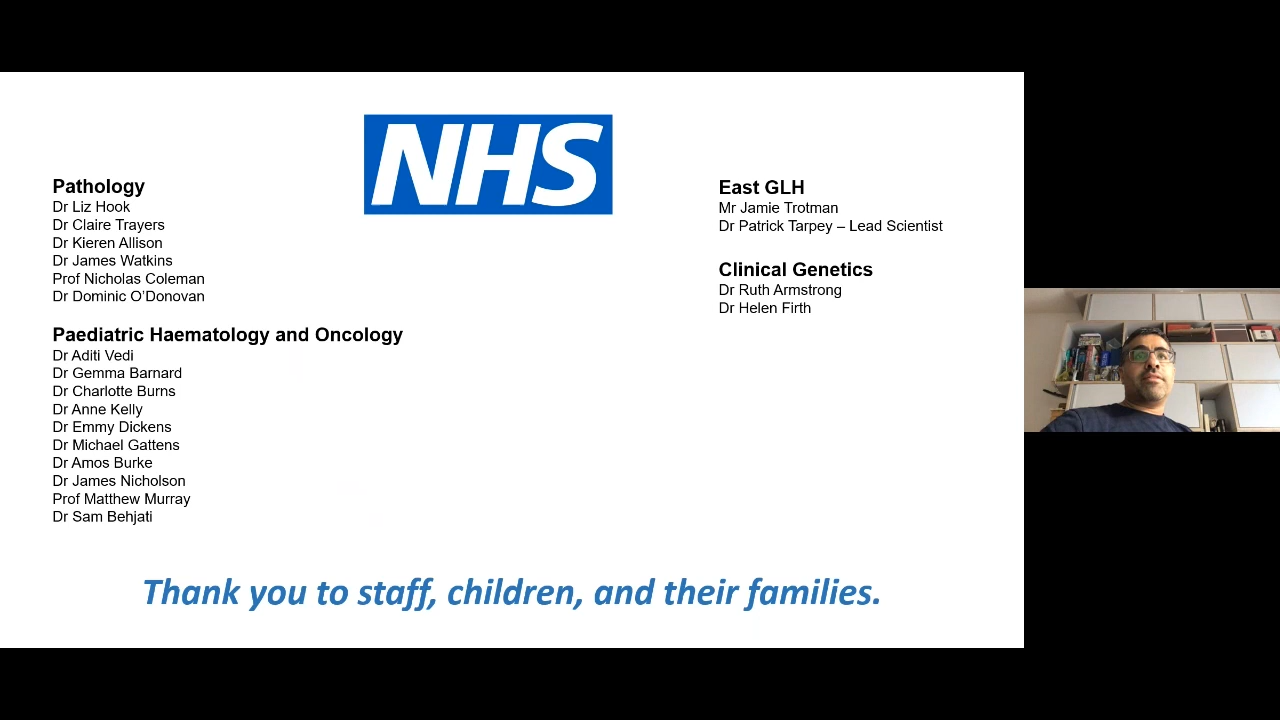 NHS
Pathology
Dr Liz Hook
Dr Claire Trayers
Dr Kieren Allison
Dr James Watkins
Prof Nicholas Coleman
Dr Dominic O'Donovan
Paediatric Haematology and Oncology
Dr Aditi Vedi
Dr Gemma Barnard
Dr Charlotte Burns
Dr Anne Kelly
Dr Emmy Dickens
Dr Michael Gattens
Dr Amos Burke
Dr James Nicholson
Prof Matthew Murray
Dr Sam Behjati
East GLH
Mr Jamie Trotman
Dr Patrick Tarpey – Lead Scientist
Clinical Genetics
Dr Ruth Armstrong
Dr Helen Firth
Thank you to staff, children, and their families.